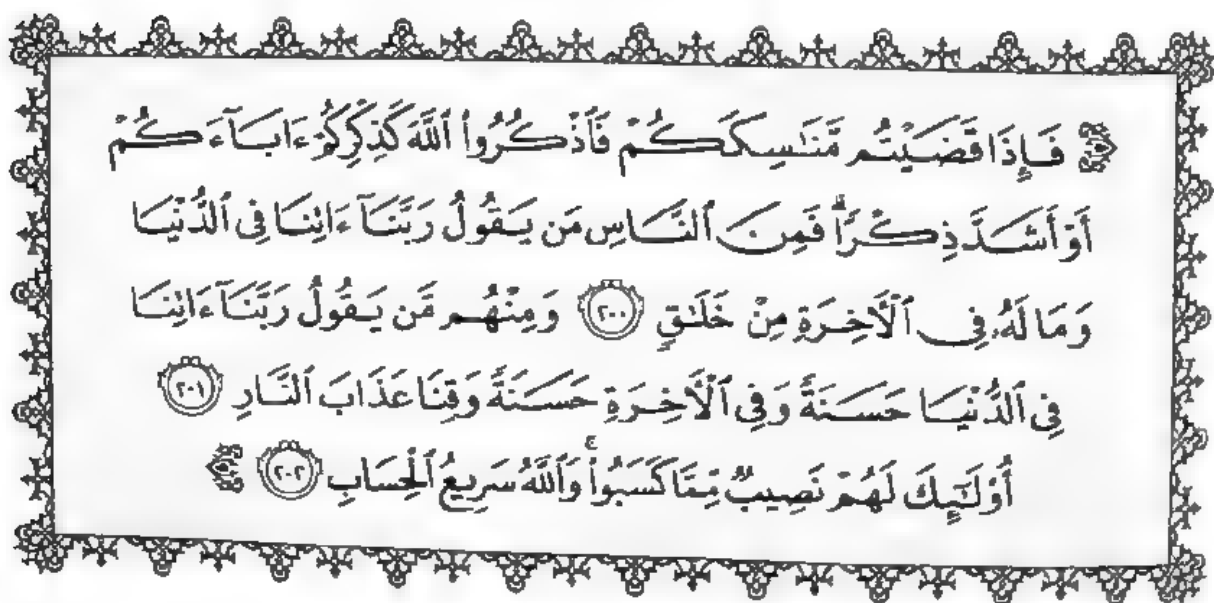 ﴿ فَإِذَا قَضَيْتُم مَّنَـٰسِكَكُمْ فَٱذْكُرُوا۟ ٱللَّهَ كَذِكْرِكُمْ ءَابَآءَكُمْ
أَوْ أَشَدَّ ذِكْرًا ۗ فَمِنَ ٱلنَّاسِ مَن يَقُولُ رَبَّنَآ ءَاتِنَا فِى ٱلدُّنْيَا
وَمَا لَهُۥ فِى ٱلْـَٔاخِرَةِ مِنْ خَلَـٰقٍ ٢٠٠ وَمِنْهُم مَّن يَقُولُ رَبَّنَآ ءَاتِنَا
فِى ٱلدُّنْيَا حَسَنَةً وَفِى ٱلْـَٔاخِرَةِ حَسَنَةً وَقِنَا عَذَابَ ٱلنَّارِ ٢٠١
أُو۟لَـٰٓئِكَ لَهُمْ نَصِيبٌ مِّمَّا كَسَبُوا۟ ۚ وَٱللَّهُ سَرِيعُ ٱلْحِسَابِ ٢٠٢ ﴾